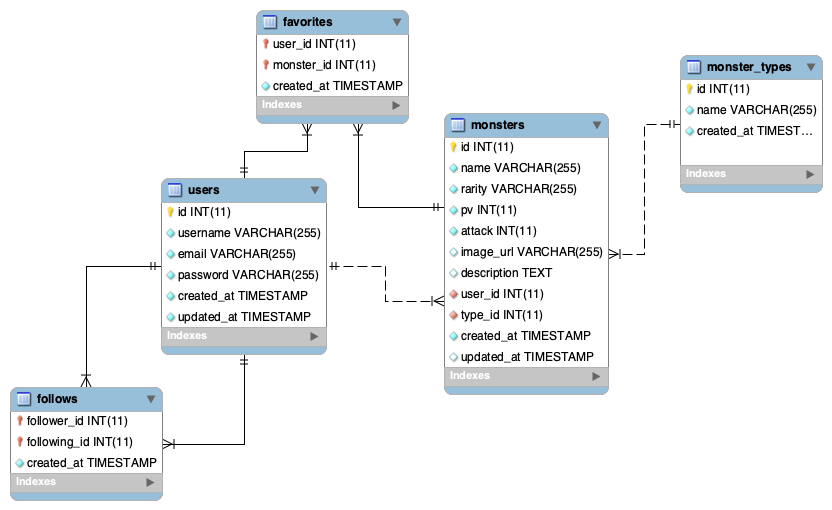 favorites
user_id INT(11)
monster_id INT(11)
created_at TIMESTAMP
Indexes
monster_types
id INT(11)
name VARCHAR(255)
created_at TIMEST...
Indexes
monsters
id INT(11)
name VARCHAR(255)
rarity VARCHAR(255)
pv INT(11)
attack INT(11)
image_url VARCHAR(255)
description TEXT
user_id INT(11)
type_id INT(11)
created_at TIMESTAMP
updated_at TIMESTAMP
Indexes
users
id INT(11)
username VARCHAR(255)
email VARCHAR(255)
password VARCHAR(255)
created_at TIMESTAMP
updated_at TIMESTAMP
Indexes
follows
follower_id INT(11)
following_id INT(11)
created_at TIMESTAMP
Indexes